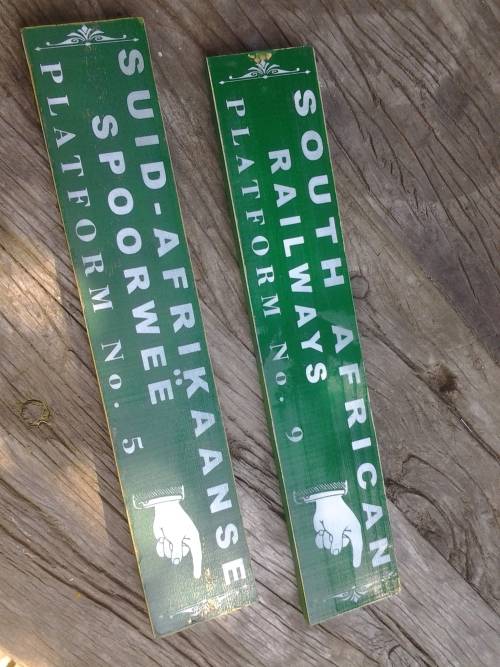 SUID-AFRIKAANSE
SPOORWEË
PLATFORM No. 5
SOUTH AFRICAN
RAILWAYS
PLATFORM No. 9